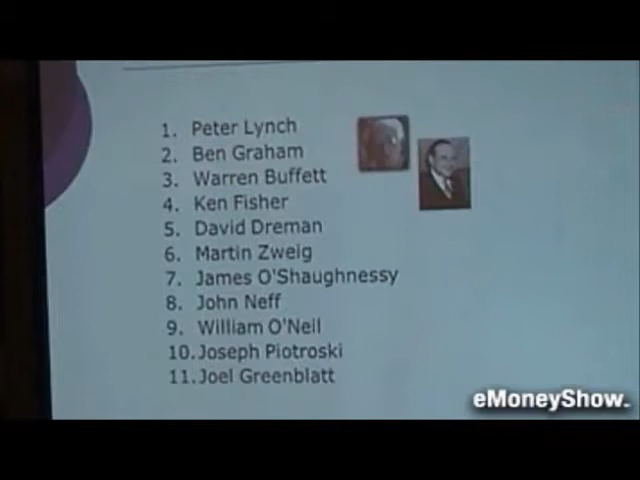 1. Peter Lynch
2. Ben Graham
3. Warren Buffett
4. Ken Fisher
5. David Dreman
6. Martin Zweig
7. James O'Shaughnessy
8. John Neff
9. William O'Neil
10. Joseph Piotroski
11. Joel Greenblatt
eMoneyShow.